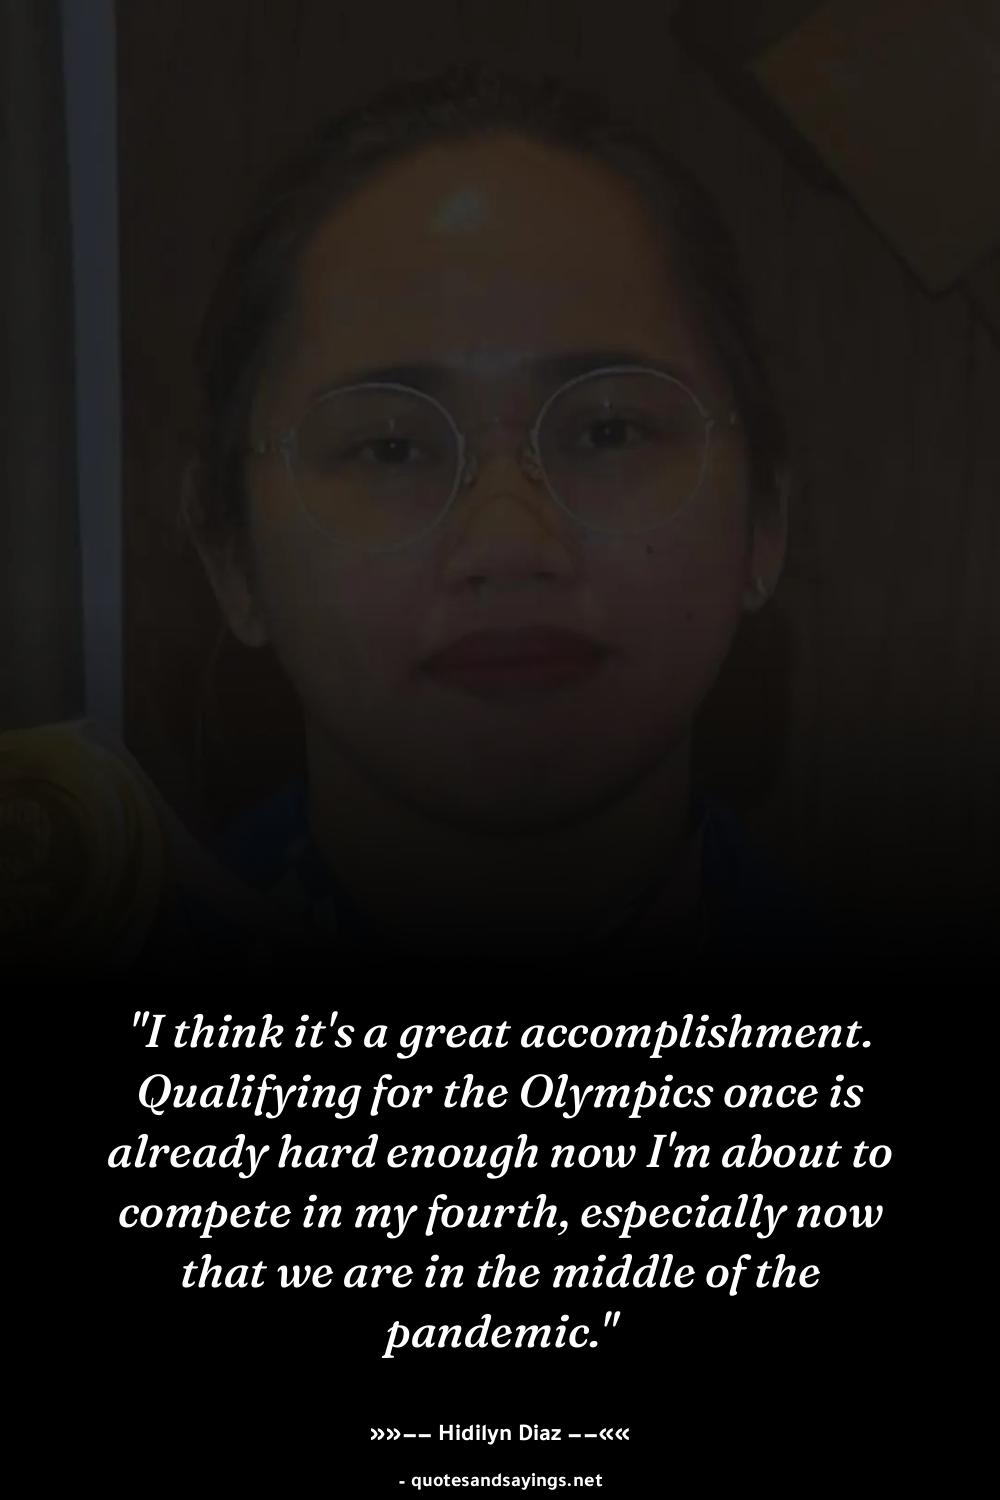 "I think it's a great accomplishment.
Qualifying for the Olympics once is
already hard enough now I'm about to
compete in my fourth, especially now
that we are in the middle of the
pandemic."
»»−− Hidilyn Diaz −−««
- quotesandsayings.net